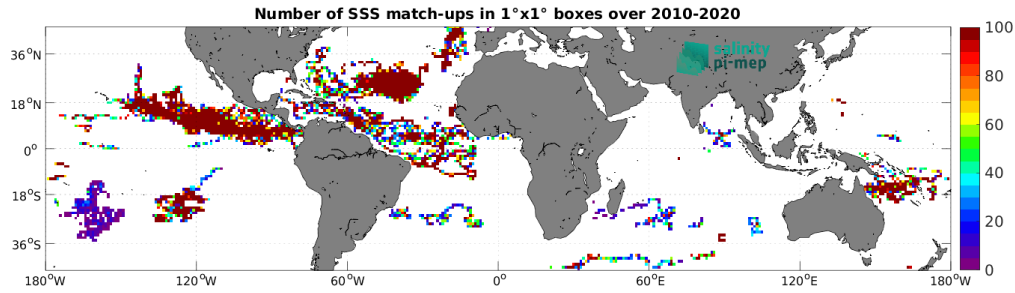 Number of SSS match-ups in 1°x1° boxes over 2010-2020
salinity
pi-mep
36°N
18°N
0°
18°S
36°S
180°W
120°W
60°W
0°
60°E
120°E
180°W
100
80
60
40
20
0